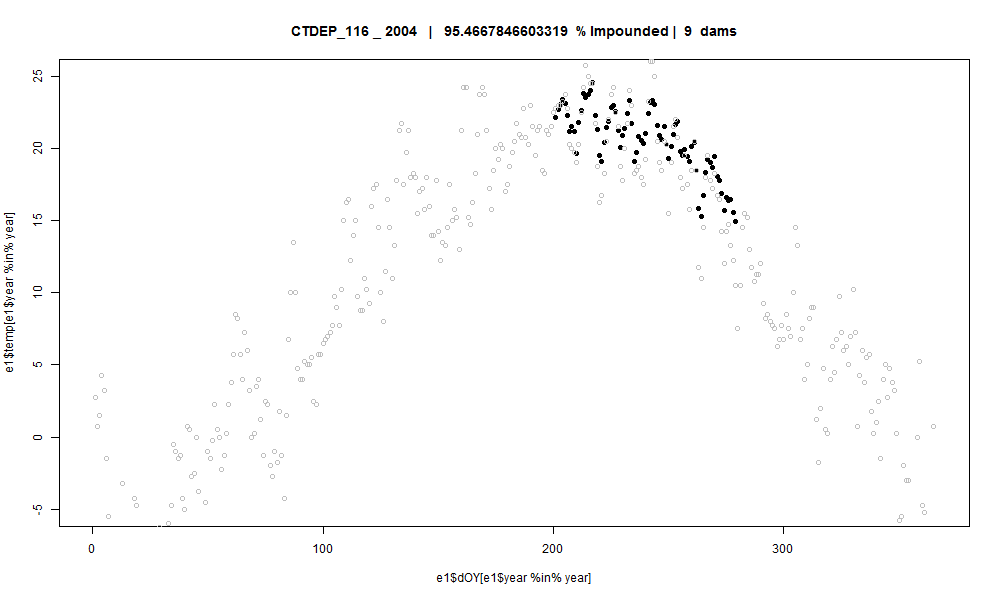 CTDEP_116 _ 2004 | 95.4667846603319 % Impounded | 9 dams
e1$temp[e1$year %in% year]
25
20
15
10
5
0
-5
0 100 200 300
e1$dOY[e1$year %in% year]